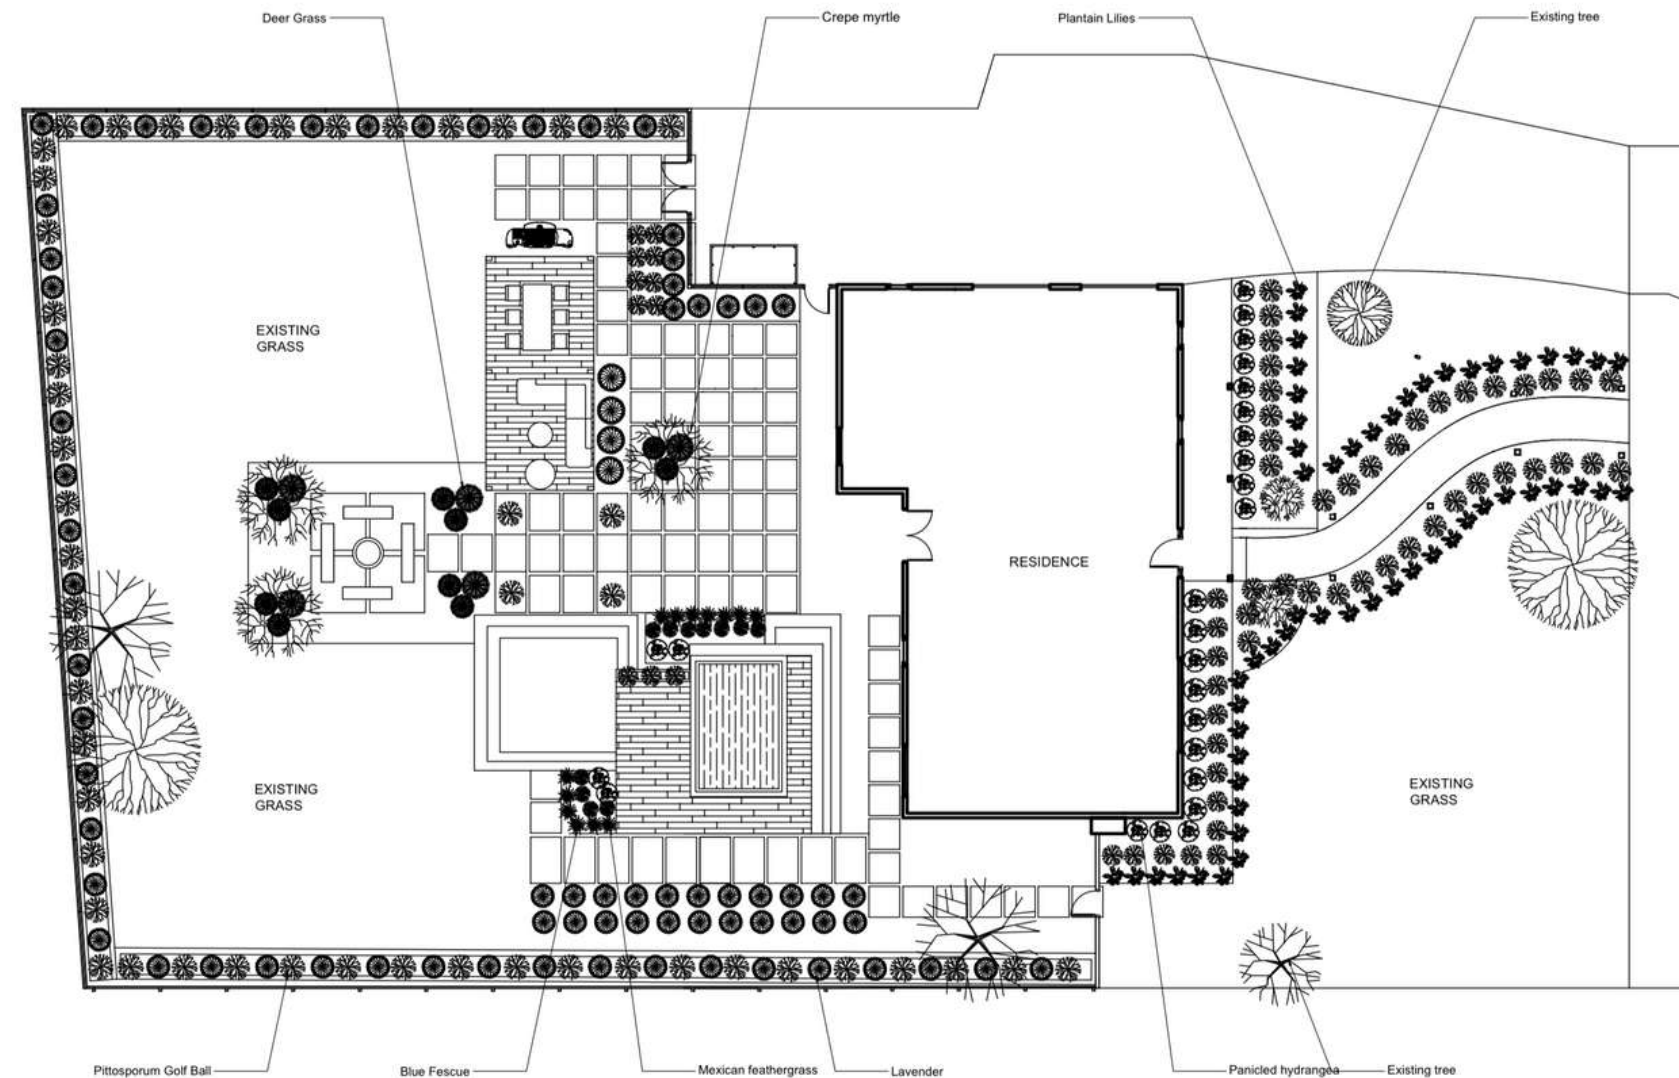 Deer Grass
Crepe myrtle
Plantain Lilies
Existing tree
EXISTING
GRASS
RESIDENCE
EXISTING
GRASS
EXISTING
GRASS
Pittosporum Golf Ball
Blue Fescue
Mexican feathergrass
Lavender
Panicled hydrangea
Existing tree